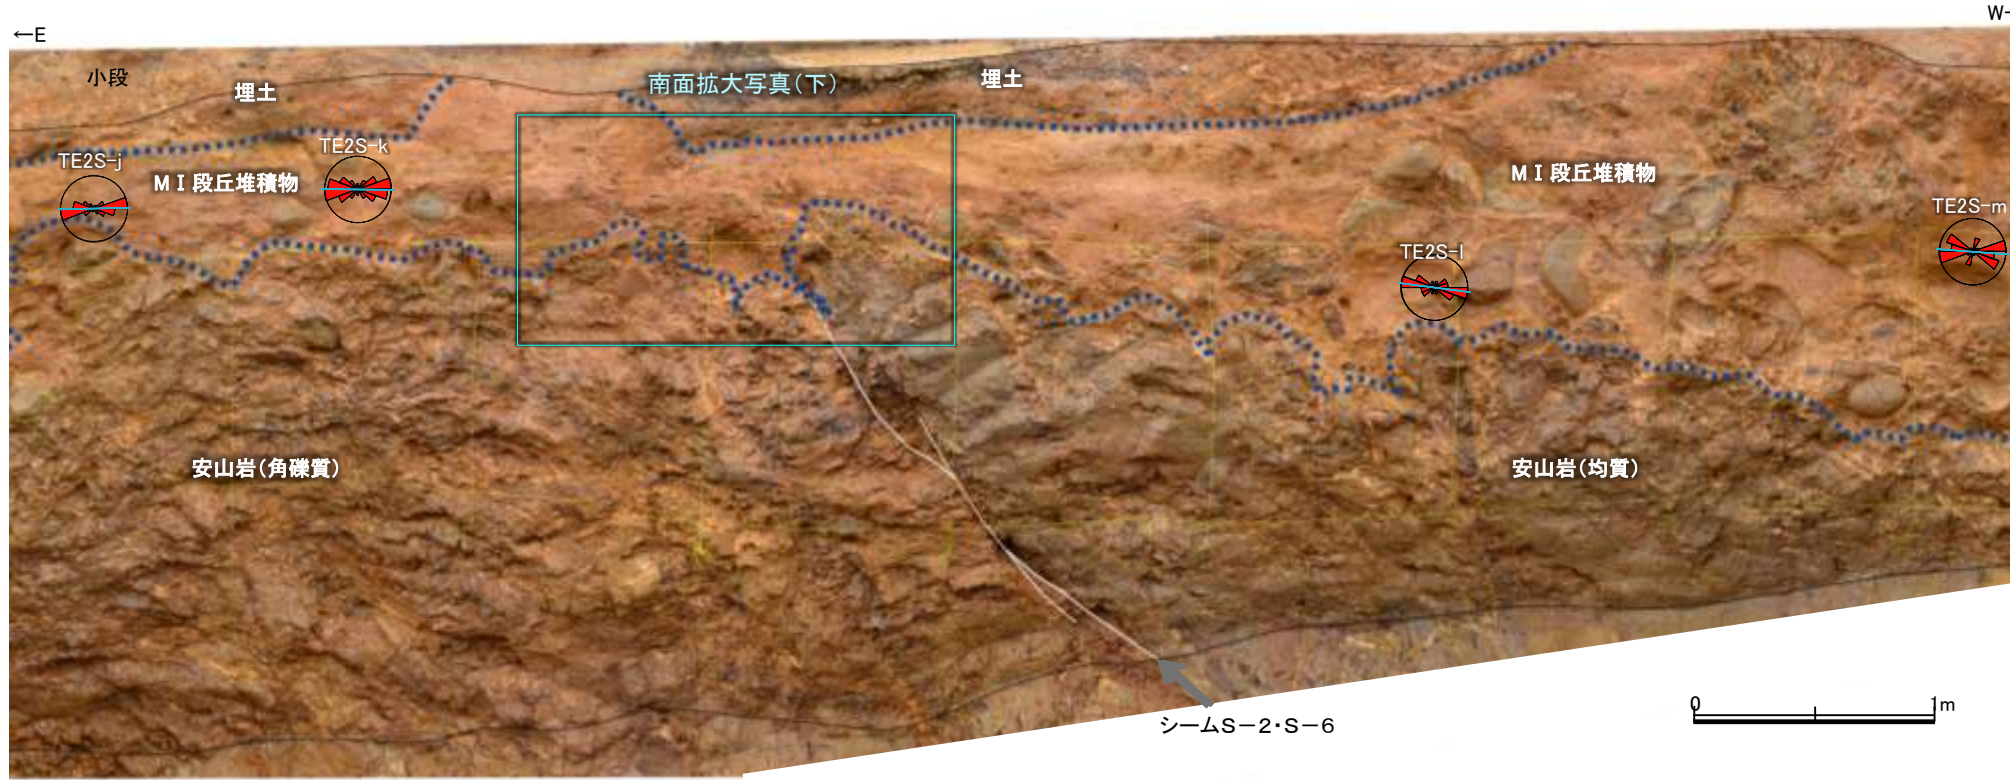 ←E
W-
小段
埋土
南面拡大写真(下)
埋土
TE2S-j
TE2S-k
MⅠ段丘堆積物
MⅠ段丘堆積物
TE2S-l
TE2S-m
安山岩(角礫質)
安山岩(均質)
シームS-2・S-6
0
1m